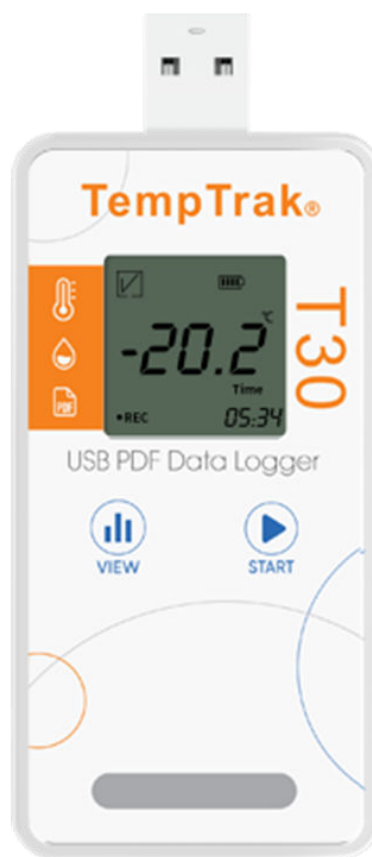 TempTrak®
T30
PDF
-20.2 ℃
Time
•REC 05:34
USB PDF Data Logger
VIEW START